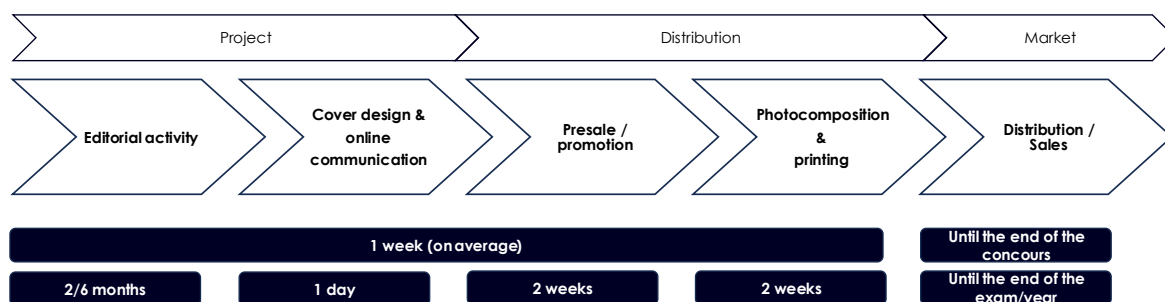 Project
Distribution
Market
Editorial activity
Cover design &
online
communication
Presale /
promotion
Photocomposition
&
printing
Distribution /
Sales
1 week (on average)
Until the end of the
concours
2/6 months
1 day
2 weeks
2 weeks
Until the end of the
exam/year